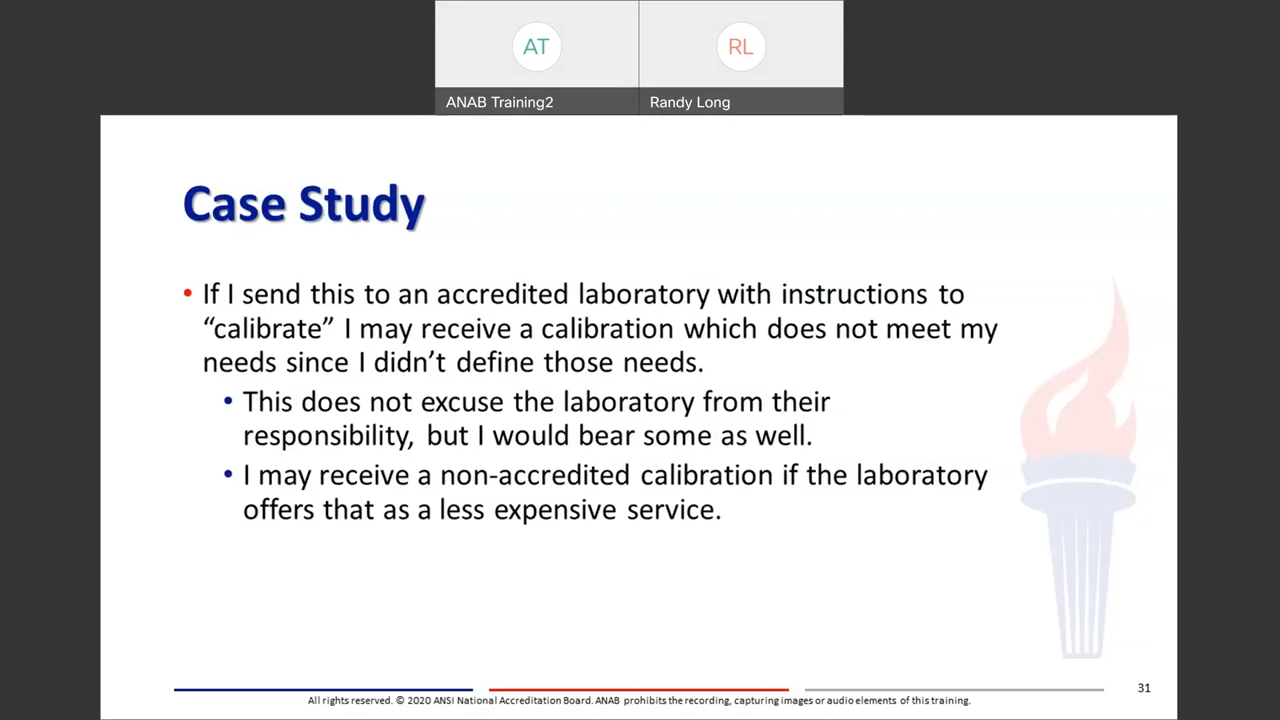 AT
RL
ANAB Training2
Randy Long
Case Study
• If I send this to an accredited laboratory with instructions to
“calibrate” I may receive a calibration which does not meet my
needs since I didn’t define those needs.
• This does not excuse the laboratory from their
responsibility, but I would bear some as well.
• I may receive a non-accredited calibration if the laboratory
offers that as a less expensive service.
31
All rights reserved. © 2020 ANSI National Accreditation Board. ANAB prohibits the recording, capturing images or audio elements of this training.